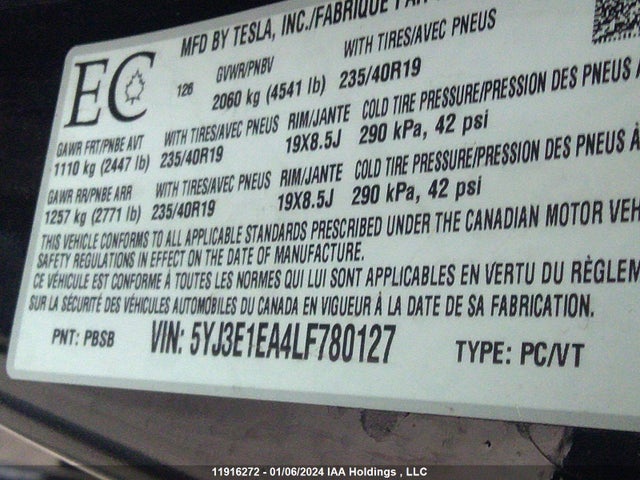 EC
MFD BY TESLA, INC./FABRIQUE PAR
126 GVWR/PNBV WITH TIRES/AVEC PNEUS
2060 kg (4541 lb) 235/40R19
GAWR FRT/PNBE AVT WITH TIRES/AVEC PNEUS RIM/JANTE COLD TIRE PRESSURE/PRESSION DES PNEUS
1110 kg (2447 lb) 235/40R19 19X8.5J 290 kPa, 42 psi
GAWR RR/PNBE ARR WITH TIRES/AVEC PNEUS RIM/JANTE COLD TIRE PRESSURE/PRESSION DES PNEUS À
1257 kg (2771 lb) 235/40R19 19X8.5J 290 kPa, 42 psi
THIS VEHICLE CONFORMS TO ALL APPLICABLE STANDARDS PRESCRIBED UNDER THE CANADIAN MOTOR VEH
SAFETY REGULATIONS IN EFFECT ON THE DATE OF MANUFACTURE.
CE VÉHICULE EST CONFORME À TOUTES LES NORMES QUI LUI SONT APPLICABLES EN VERTU DU RÈGLEM
SUR LA SÉCURITÉ DES VÉHICULES AUTOMOBILES DU CANADA EN VIGUEUR À LA DATE DE SA FABRICATION.
PNT: PBSB VIN: 5YJ3E1EA4LF780127 TYPE: PC/VT
11916272 - 01/06/2024 IAA Holdings , LLC